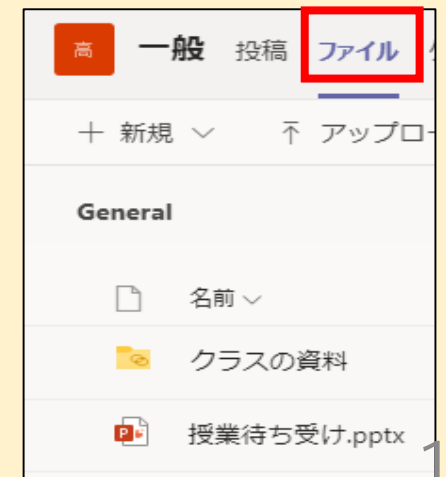 高 一般 投稿 ファイル
+ 新規 アップロ
General
名前
クラスの資料
授業待ち受け.pptx
1